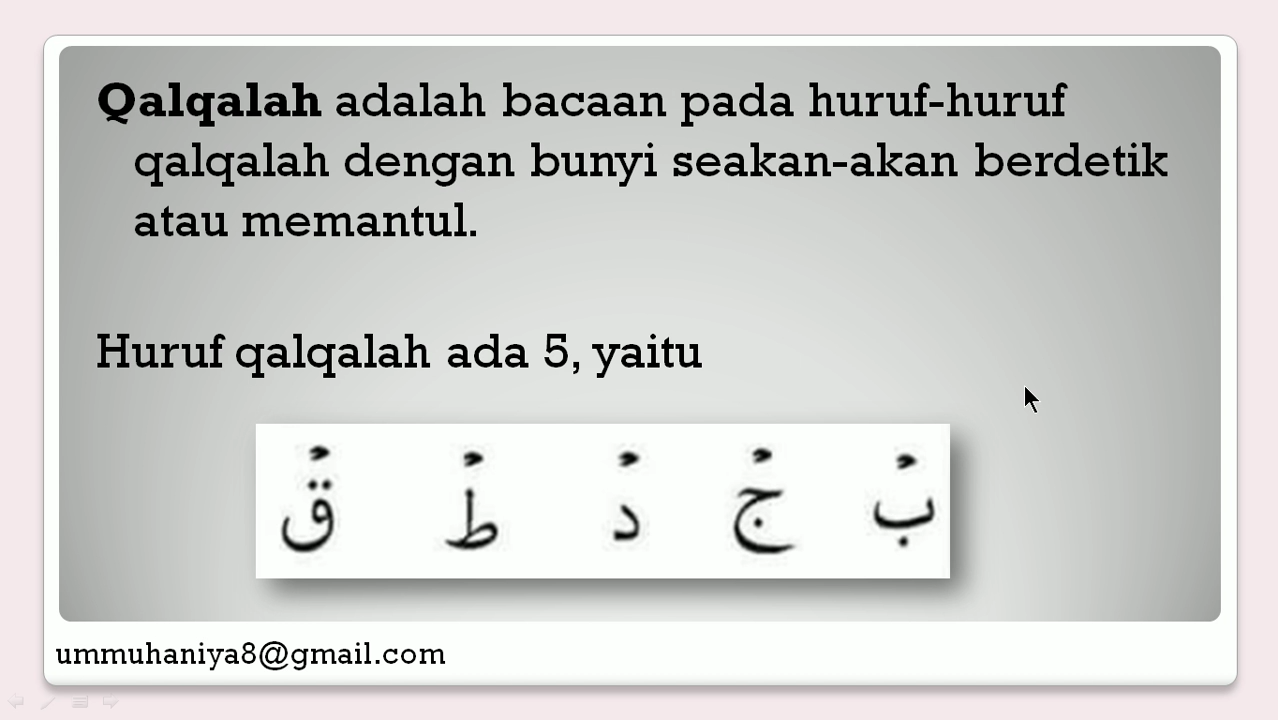 Qalqalah adalah bacaan pada huruf-huruf
qalqalah dengan bunyi seakan-akan berdetik
atau memantul.
Huruf qalqalah ada 5, yaitu
بْ جْ دْ طْ قْ
ummuhaniya8@gmail.com